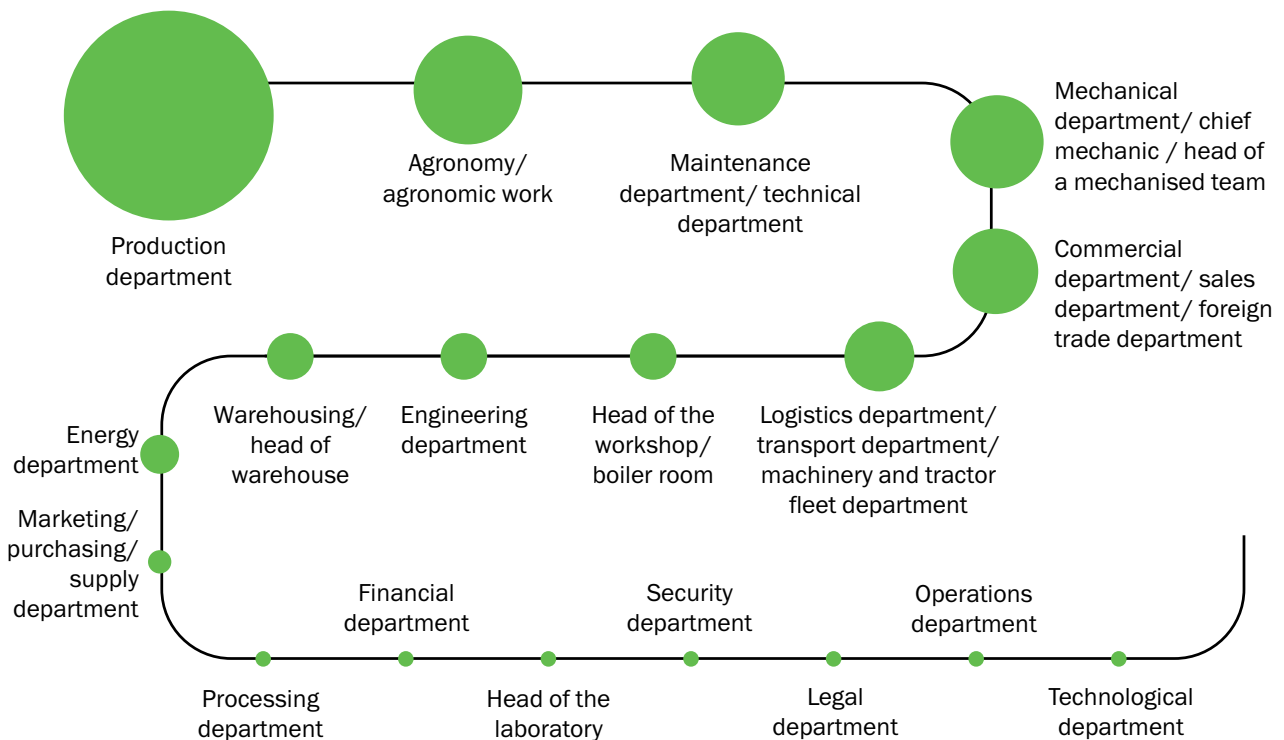 Production
department
Agronomy/
agronomic work
Maintenance
department/ technical
department
Mechanical
department/ chief
mechanic / head of
a mechanised team
Commercial
department/ sales
department/ foreign
trade department
Logistics department/
transport department/
machinery and tractor
fleet department
Head of the
workshop/
boiler room
Engineering
department
Warehousing/
head of
warehouse
Energy
department
Marketing/
purchasing/
supply
department
Processing
department
Financial
department
Head of the
laboratory
Security
department
Legal
department
Operations
department
Technological
department